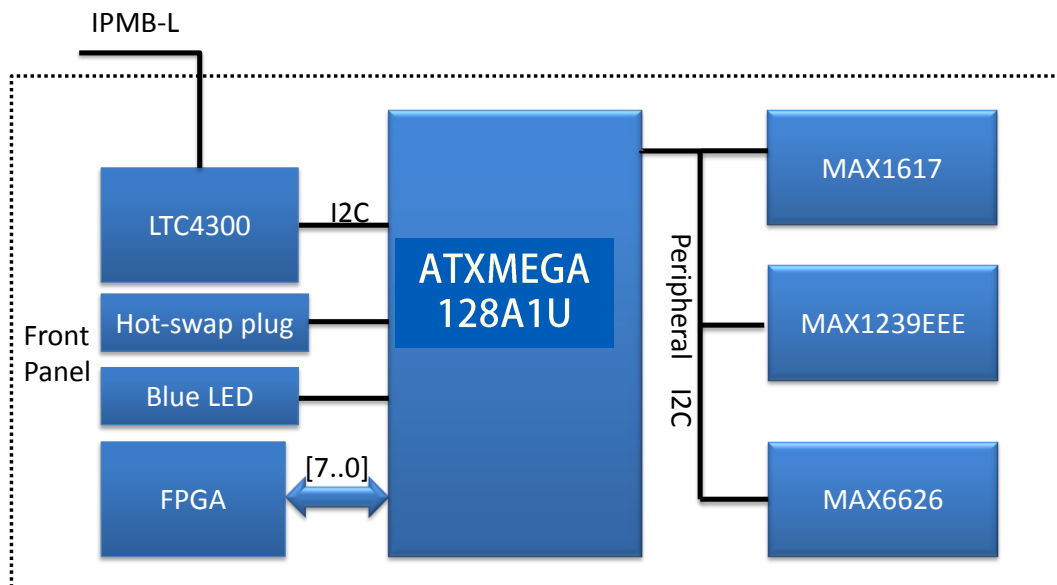 IPMB-L
LTC4300
I2C
Hot-swap plug
Front
Panel
Blue LED
[7..0]
FPGA
ATXMEGA
128A1U
Peripheral I2C
MAX1617
MAX1239EEE
MAX6626